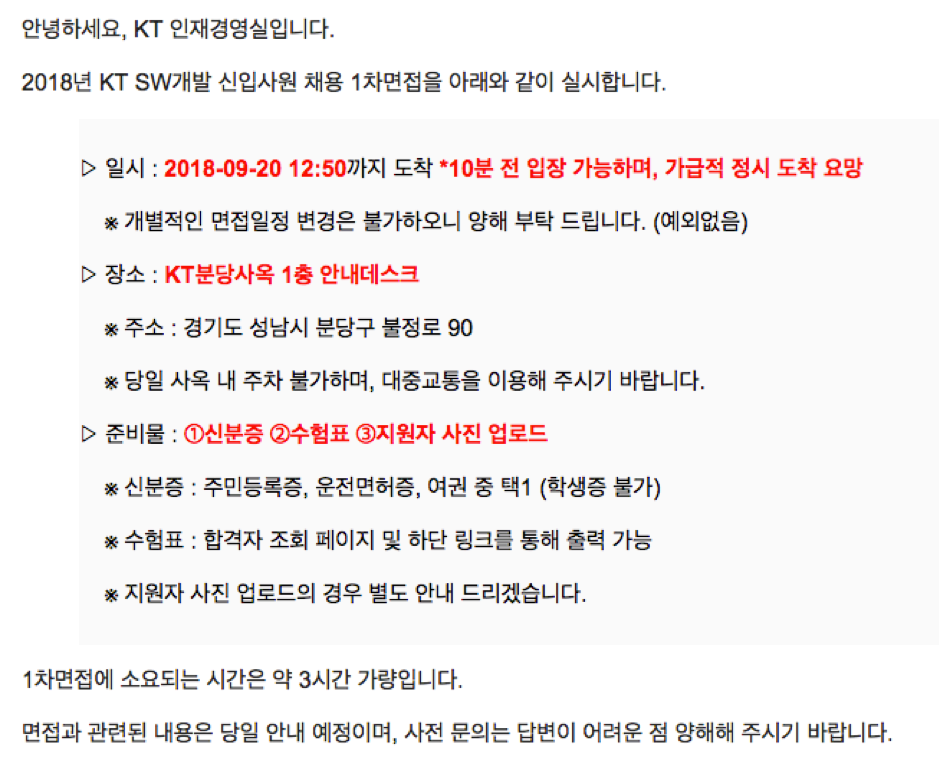 안녕하세요, KT 인재경영실입니다.
2018년 KT SW개발 신입사원 채용 1차면접을 아래와 같이 실시합니다.
▷ 일시 : 2018-09-20 12:50까지 도착 *10분 전 입장 가능하며, 가급적 정시 도착 요망
※ 개별적인 면접일정 변경은 불가하오니 양해 부탁 드립니다. (예외없음)
▷ 장소 : KT분당사옥 1층 안내데스크
※ 주소 : 경기도 성남시 분당구 불정로 90
※ 당일 사옥 내 주차 불가하며, 대중교통을 이용해 주시기 바랍니다.
▷ 준비물 : ①신분증 ②수험표 ③지원자 사진 업로드
※ 신분증 : 주민등록증, 운전면허증, 여권 중 택1 (학생증 불가)
※ 수험표 : 합격자 조회 페이지 및 하단 링크를 통해 출력 가능
※ 지원자 사진 업로드의 경우 별도 안내 드리겠습니다.
1차면접에 소요되는 시간은 약 3시간 가량입니다.
면접과 관련된 내용은 당일 안내 예정이며, 사전 문의는 답변이 어려운 점 양해해 주시기 바랍니다.